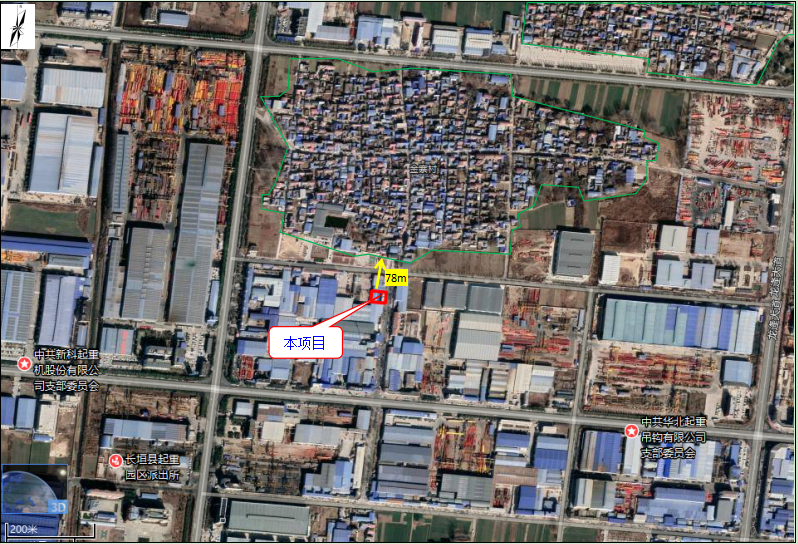 78m
本项目
中共新科起重
机股份有限公
司支部委员会
中共华北起重
吊钩有限公司
支部委员会
长垣县起重
园区派出所
3D
200米